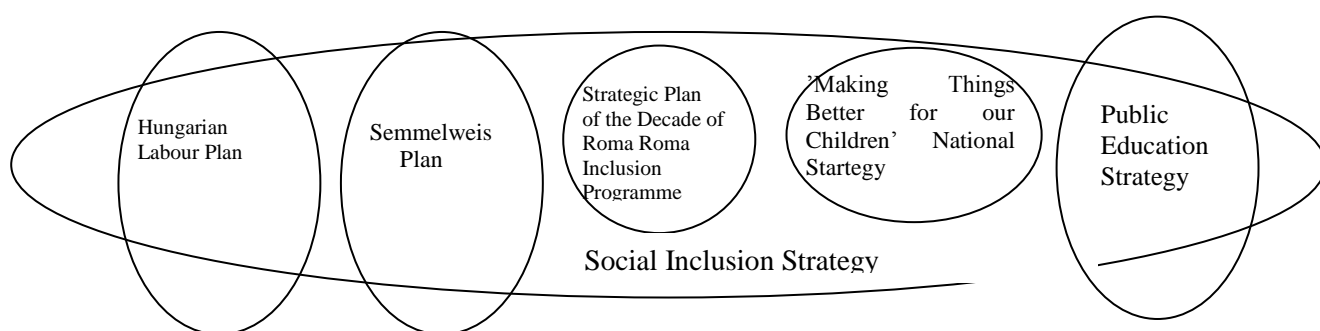 Hungarian
Labour Plan
Semmelweis
Plan
Strategic Plan
of the Decade of
Roma Roma
Inclusion
Programme
’Making Things
Better for our
Children’ National
Startegy
Public
Education
Strategy
Social Inclusion Strategy